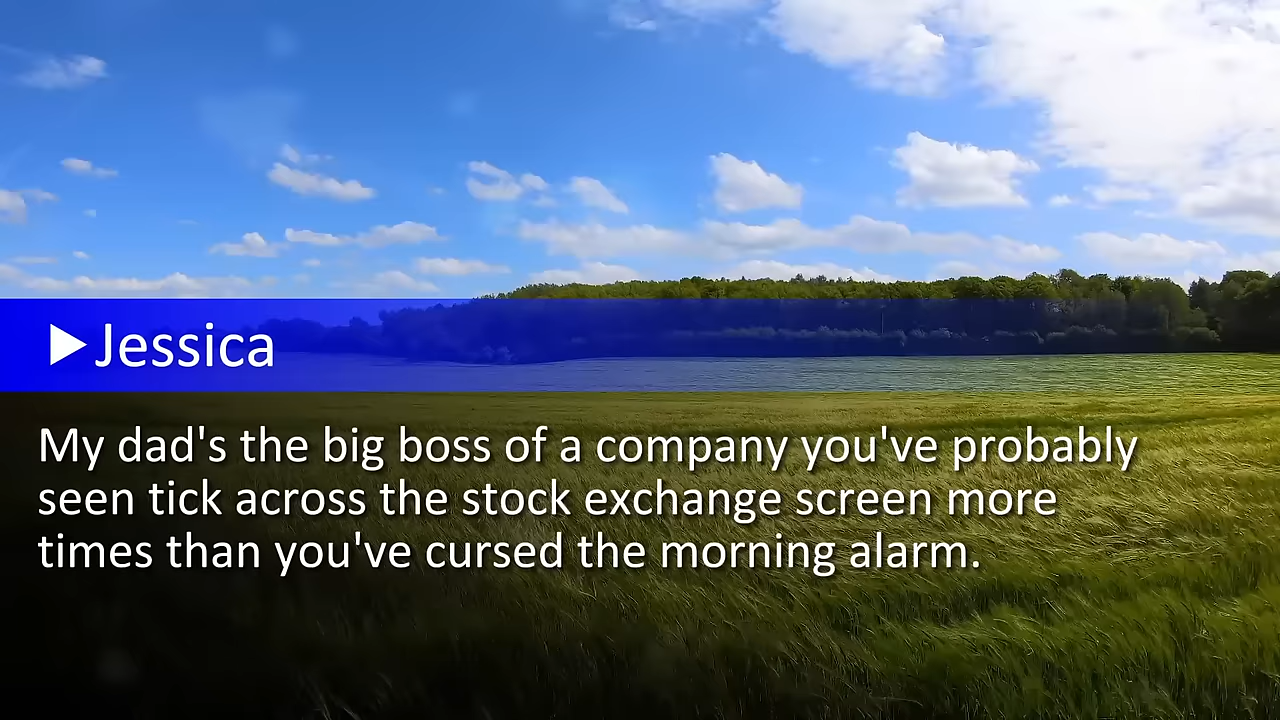 Jessica
My dad's the big boss of a company you've probably
seen tick across the stock exchange screen more
times than you've cursed the morning alarm.